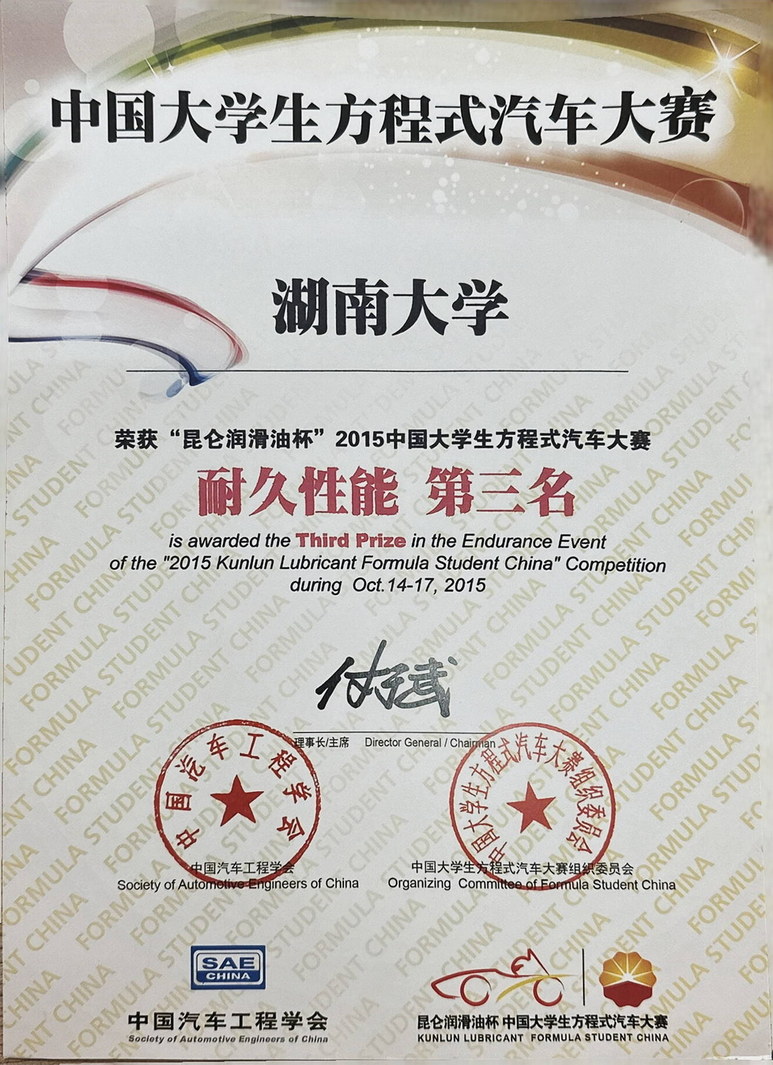 中国大学生方程式汽车大赛
湖南大学
荣获“昆仑润滑油杯”2015中国大学生方程式汽车大赛
耐久性能 第三名
is awarded the Third Prize in the Endurance Event
of the "2015 Kunlun Lubricant Formula Student China" Competition
during Oct.14-17, 2015
理事长/主席 Director General / Chairman
中国汽车工程学会
中国大学生方程式汽车大赛组织委员会
中国汽车工程学会
Society of Automotive Engineers of China
中国大学生方程式汽车大赛组织委员会
Organizing Committee of Formula Student China
SAE
CHINA
中国汽车工程学会
Society of Automotive Engineers of China
昆仑润滑油杯 中国大学生方程式汽车大赛
KUNLUN LUBRICANT FORMULA STUDENT CHINA
FORMULA STUDENT CHINA